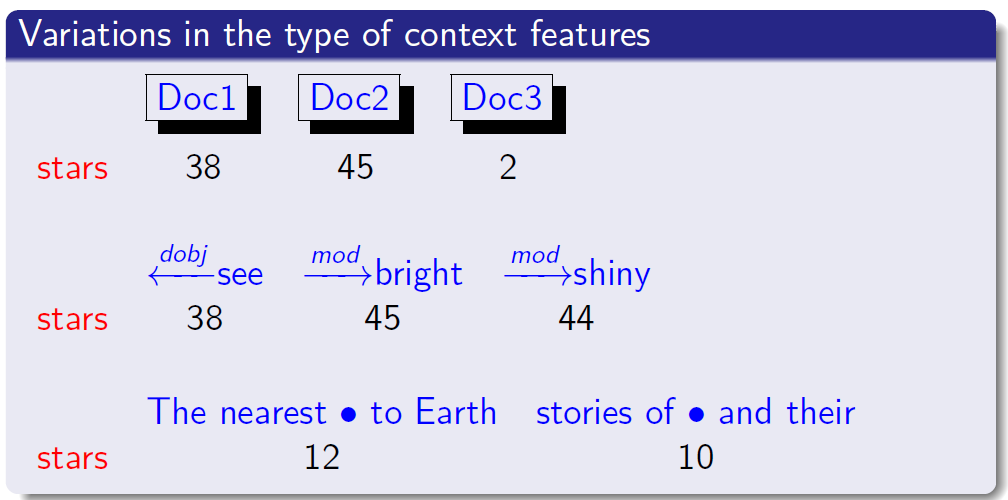 Variations in the type of context features
Doc1 Doc2 Doc3
stars 38 45 2
dobj mod mod
←see →bright →shiny
stars 38 45 44
The nearest • to Earth stories of • and their
stars 12 10